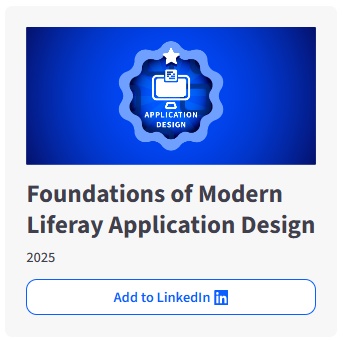 APPLICATION
DESIGN
Foundations of Modern
Liferay Application Design
2025
Add to LinkedIn in